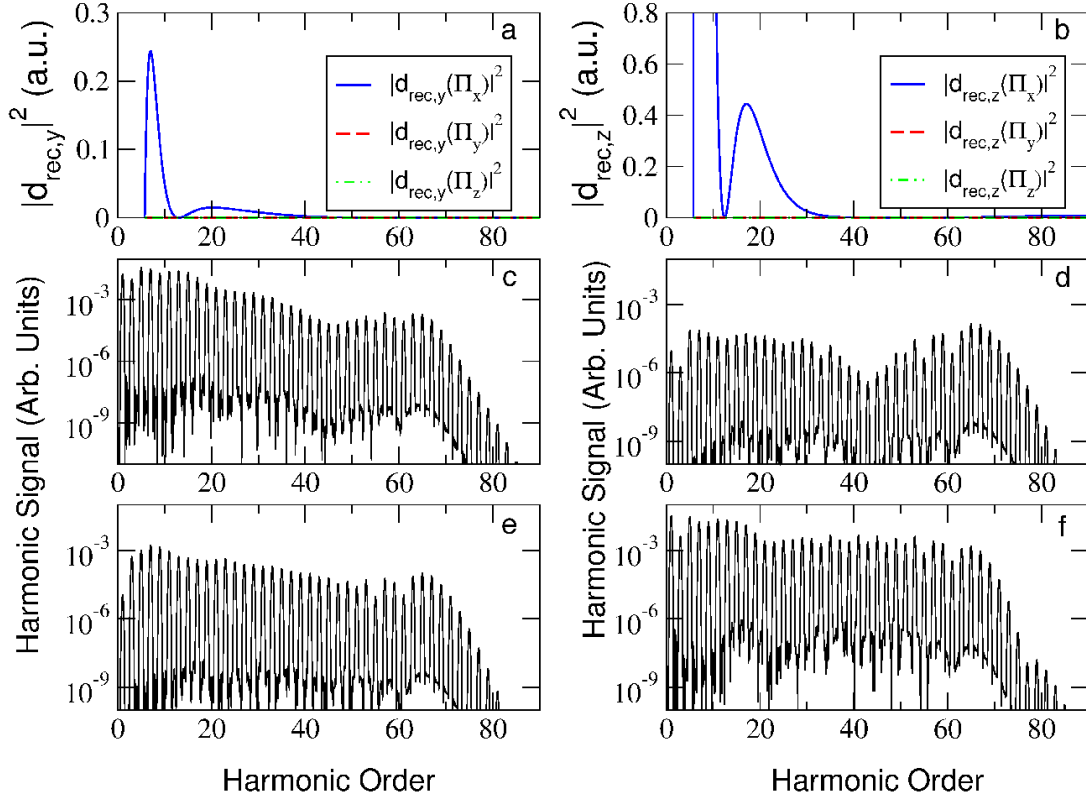 a
|d_rec,y|^2 (a.u.)
0.3
0.2
0.1
0
|d_rec,y(Π_x)|^2
|d_rec,y(Π_y)|^2
|d_rec,y(Π_z)|^2
0 20 40 60 80
b
|d_rec,z|^2 (a.u.)
0.8
0.6
0.4
0.2
0
|d_rec,z(Π_x)|^2
|d_rec,z(Π_y)|^2
|d_rec,z(Π_z)|^2
0 20 40 60 80
c
Harmonic Signal (Arb. Units)
10^-3
10^-6
10^-9
0 20 40 60 80
d
Harmonic Signal (Arb. Units)
10^-3
10^-6
10^-9
0 20 40 60 80
e
10^-3
10^-6
10^-9
0 20 40 60 80
Harmonic Order
f
10^-3
10^-6
10^-9
0 20 40 60 80
Harmonic Order